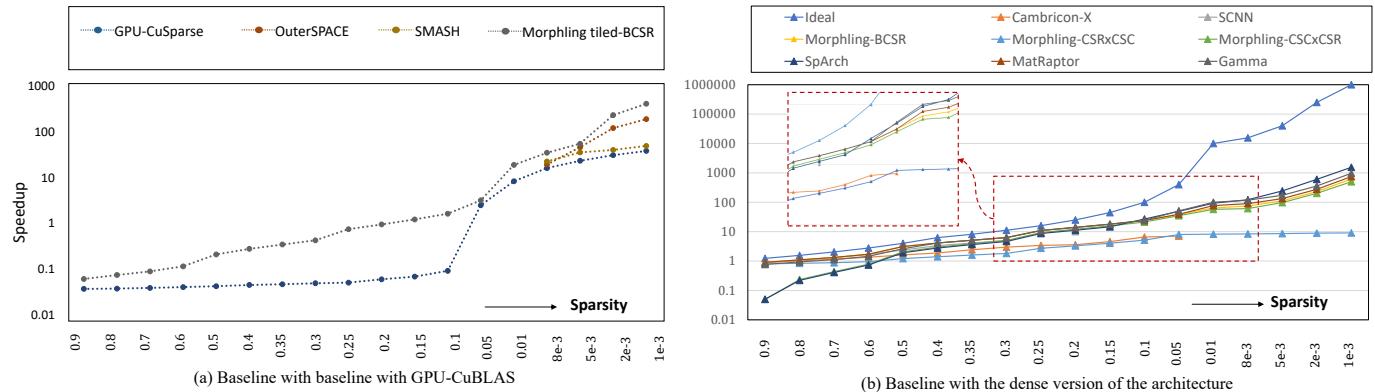 GPU-CuSparse OuterSPACE SMASH Morphling tiled-BCSR
1000
100
10
1
0.1
0.01
Speedup
Sparsity
0.9 0.8 0.7 0.6 0.5 0.4 0.35 0.3 0.25 0.2 0.15 0.1 0.05 0.01 8e-3 5e-3 2e-3 1e-3
(a) Baseline with baseline with GPU-CuBLAS
Ideal Cambricon-X SCNN
Morphling-BCSR Morphling-CSRxCSC Morphling-CSCxCSR
SpArch MatRaptor Gamma
1000000
100000
10000
1000
100
10
1
0.1
0.01
Sparsity
0.9 0.8 0.7 0.6 0.5 0.4 0.35 0.3 0.25 0.2 0.15 0.1 0.05 0.01 8e-3 5e-3 2e-3 1e-3
(b) Baseline with the dense version of the architecture